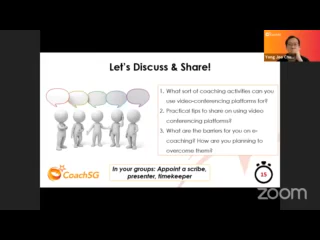 Let's Discuss & Share!
1. What sort of coaching activities can you
use video-conferencing platforms for?
2. Practical tips to share on using video
conferencing platforms?
3. What are the barriers for you on e-
coaching? How are you planning to
overcome them?
CoachSG
In your groups: Appoint a scribe,
presenter, timekeeper
15
zoom